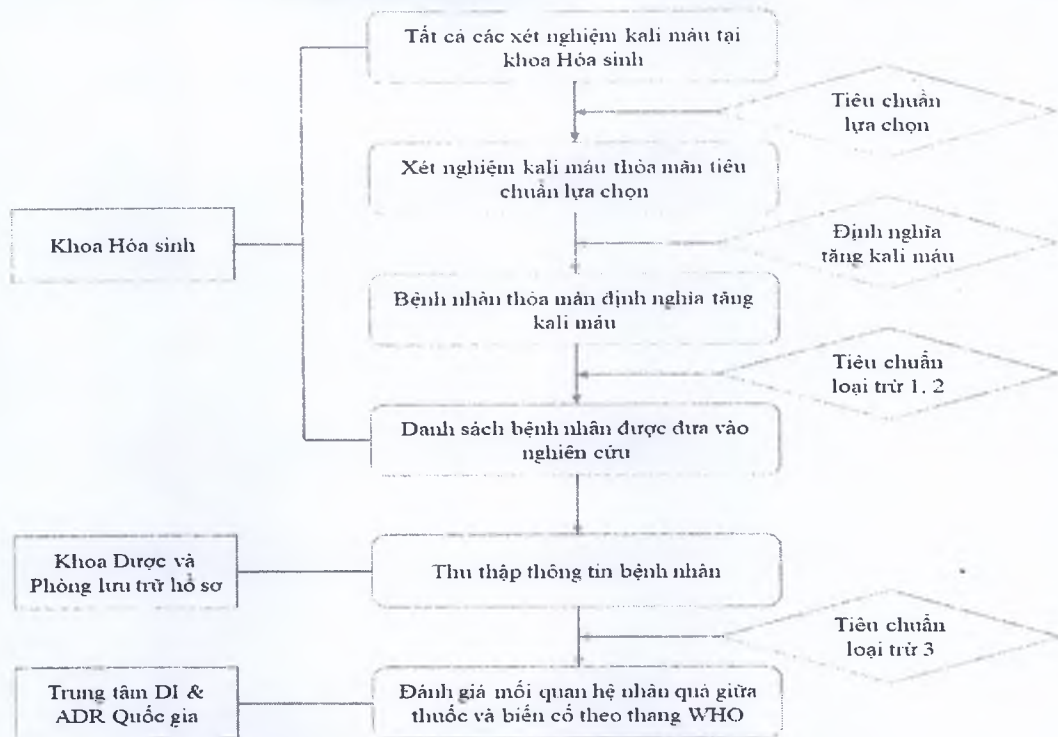 Tất cả các xét nghiệm kali máu tại
khoa Hóa sinh
Tiêu chuẩn
lựa chọn
Xét nghiệm kali máu thỏa mãn tiêu
chuẩn lựa chọn
Khoa Hóa sinh
Định nghĩa
tăng kali máu
Bệnh nhân thỏa mãn định nghĩa tăng
kali máu
Tiêu chuẩn
loại trừ 1, 2
Danh sách bệnh nhân được đưa vào
nghiên cứu
Khoa Dược và
Phòng lưu trữ hồ sơ
Thu thập thông tin bệnh nhân
Tiêu chuẩn
loại trừ 3
Trung tâm DI &
ADR Quốc gia
Đánh giá mối quan hệ nhân quả giữa
thuốc và biến cố theo thang WHO